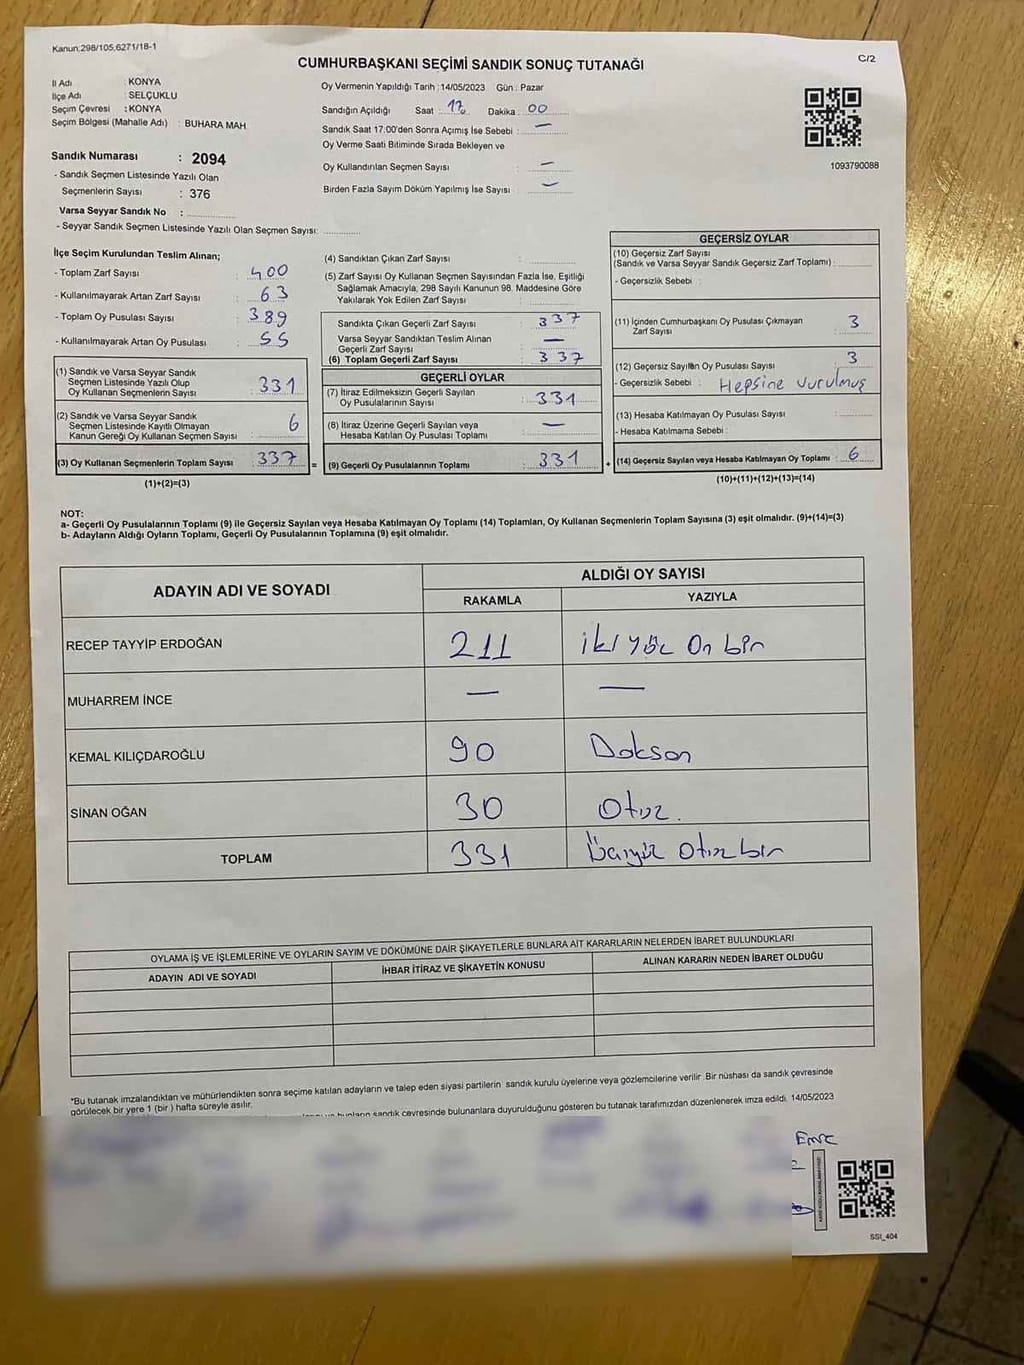 Kanun:298/105,6271/18-1
CUMHURBAŞKANI SEÇİMİ SANDIK SONUÇ TUTANAĞI
C/2
İl Adı : KONYA
İlçe Adı : SELÇUKLU
Seçim Çevresi : KONYA
Seçim Bölgesi (Mahalle Adı) : BUHARA MAH.
Sandık Numarası : 2094
- Sandık Seçmen Listesinde Yazılı Olan
Seçmenlerin Sayısı : 376
Varsa Seyyar Sandık No :
- Seyyar Sandık Seçmen Listesinde Yazılı Olan Seçmen Sayısı:
Oy Vermenin Yapıldığı Tarih :14/05/2023 Gün : Pazar
Sandığın Açıldığı Saat : 17 Dakika : 00
Sandık Saat 17:00'den Sonra Açımış İse Sebebi : —
Oy Verme Saati Bitiminde Sırada Bekleyen ve
Oy Kullandırılan Seçmen Sayısı : —
Birden Fazla Sayım Döküm Yapılmış İse Sayısı : —
1093790088
İlçe Seçim Kurulundan Teslim Alınan;
- Toplam Zarf Sayısı : 400
- Kullanılmayarak Artan Zarf Sayısı : 63
- Toplam Oy Pusulası Sayısı : 389
- Kullanılmayarak Artan Oy Pusulası : 55
(1) Sandık ve Varsa Seyyar Sandık
Seçmen Listesinde Yazılı Olup
Oy Kullanan Seçmenlerin Sayısı : 331
(2) Sandık ve Varsa Seyyar Sandık
Seçmen Listesinde Kayıtlı Olmayan
Kanun Gereği Oy Kullanan Seçmen Sayısı : 6
(3) Oy Kullanan Seçmenlerin Toplam Sayısı : 337
(1)+(2)=(3)
(4) Sandıktan Çıkan Zarf Sayısı :
(5) Zarf Sayısı Oy Kullanan Seçmen Sayısından Fazla İse, Eşitliği
Sağlamak Amacıyla; 298 Sayılı Kanunun 98. Maddesine Göre
Yakılarak Yok Edilen Zarf Sayısı :
Sandıkta Çıkan Geçerli Zarf Sayısı : 337
Varsa Seyyar Sandıktan Teslim Alınan
Geçerli Zarf Sayısı : —
(6) Toplam Geçerli Zarf Sayısı : 337
GEÇERLİ OYLAR
(7) İtiraz Edilmeksizin Geçerli Sayılan
Oy Pusulalarının Sayısı : 331
(8) İtiraz Üzerine Geçerli Sayılan veya
Hesaba Katılan Oy Pusulası Toplamı : —
= (9) Geçerli Oy Pusulalarının Toplamı : 331
GEÇERSİZ OYLAR
(10) Geçersiz Zarf Sayısı
(Sandık ve Varsa Seyyar Sandık Geçersiz Zarf Toplamı) :
- Geçersizlik Sebebi :
(11) İçinden Cumhurbaşkanı Oy Pusulası Çıkmayan
Zarf Sayısı : 3
(12) Geçersiz Sayılan Oy Pusulası Sayısı : 3
- Geçersizlik Sebebi : Hepsine vurulmuş
(13) Hesaba Katılmayan Oy Pusulası Sayısı :
- Hesaba Katılmama Sebebi :
+ (14) Geçersiz Sayılan veya Hesaba Katılmayan Oy Toplamı : 6
(10)+(11)+(12)+(13)=(14)
NOT:
a- Geçerli Oy Pusulalarının Toplamı (9) ile Geçersiz Sayılan veya Hesaba Katılmayan Oy Toplamı (14) Toplamları, Oy Kullanan Seçmenlerin Toplam Sayısına (3) eşit olmalıdır. (9)+(14)=(3)
b- Adayların Aldığı Oyların Toplamı, Geçerli Oy Pusulalarının Toplamına (9) eşit olmalıdır.
ADAYIN ADI VE SOYADI
ALDIĞI OY SAYISI
RAKAMLA YAZIYLA
RECEP TAYYİP ERDOĞAN 211 iki yüz On bir
MUHARREM İNCE — —
KEMAL KILIÇDAROĞLU 90 Doksan
SİNAN OĞAN 30 Otuz.
TOPLAM 331 Üçyüz Otuz bir
OYLAMA İŞ VE İŞLEMLERİNE VE OYLARIN SAYIM VE DÖKÜMÜNE DAİR ŞİKAYETLERLE BUNLARA AİT KARARLARIN NELERDEN İBARET BULUNDUKLARI
ADAYIN ADI VE SOYADI İHBAR İTİRAZ VE ŞİKAYETİN KONUSU ALINAN KARARIN NEDEN İBARET OLDUĞU
*Bu tutanak imzalandıktan ve mühürlendikten sonra seçime katılan adayların ve talep eden siyasi partilerin sandık kurulu üyelerine veya gözlemcilerine verilir. Bir nüshası da sandık çevresinde
görülecek bir yere 1 (bir ) hafta süreyle asılır.
bunların sandık çevresinde bulunanlara duyurulduğunu gösteren bu tutanak tarafımızdan düzenlenerek imza edildi. 14/05/2023
Emre
SSİ_404